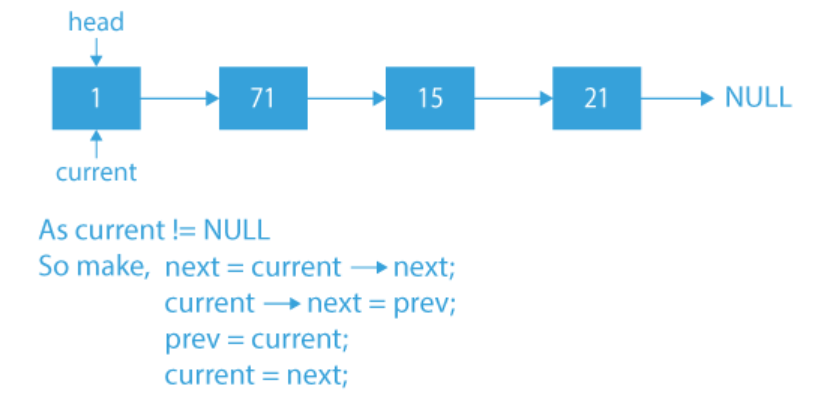 head
1 71 15 21 NULL
current
As current != NULL
So make, next = current → next;
current → next = prev;
prev = current;
current = next;